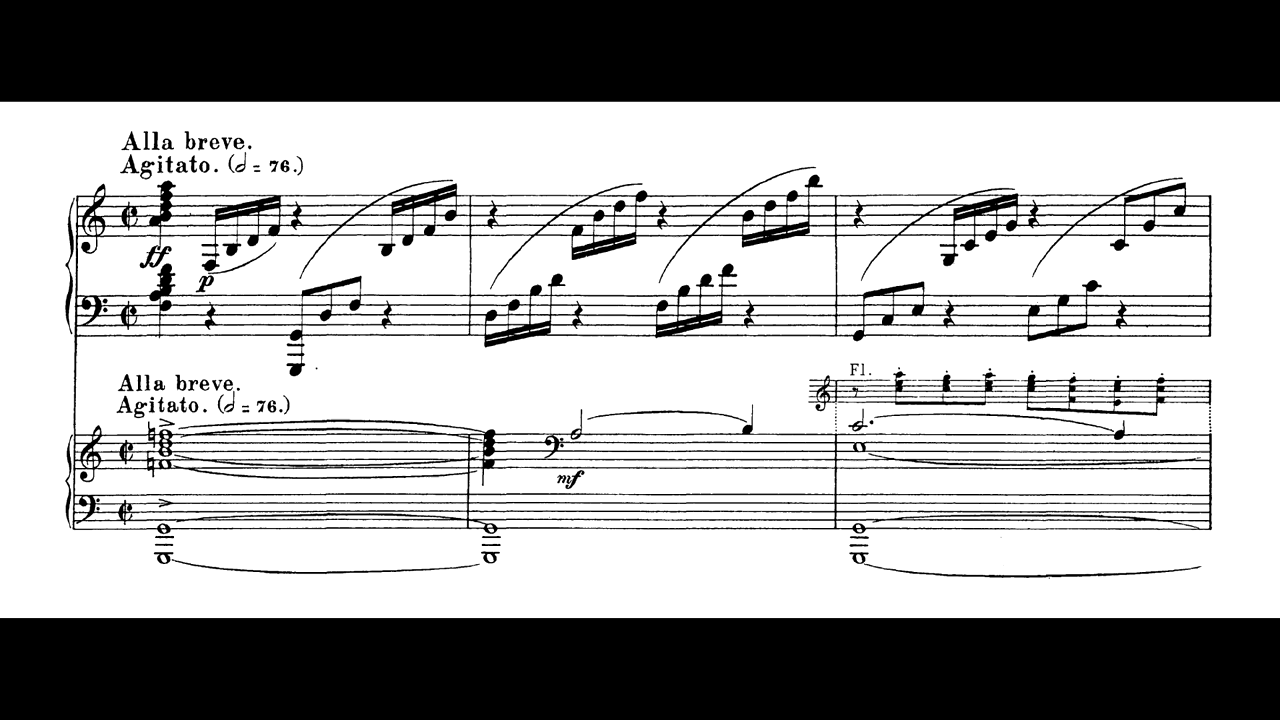 Alla breve.
Agitato. (𝅗𝅥 = 76.)
ff
p
Alla breve.
Agitato. (𝅗𝅥 = 76.)
Fl.
mf